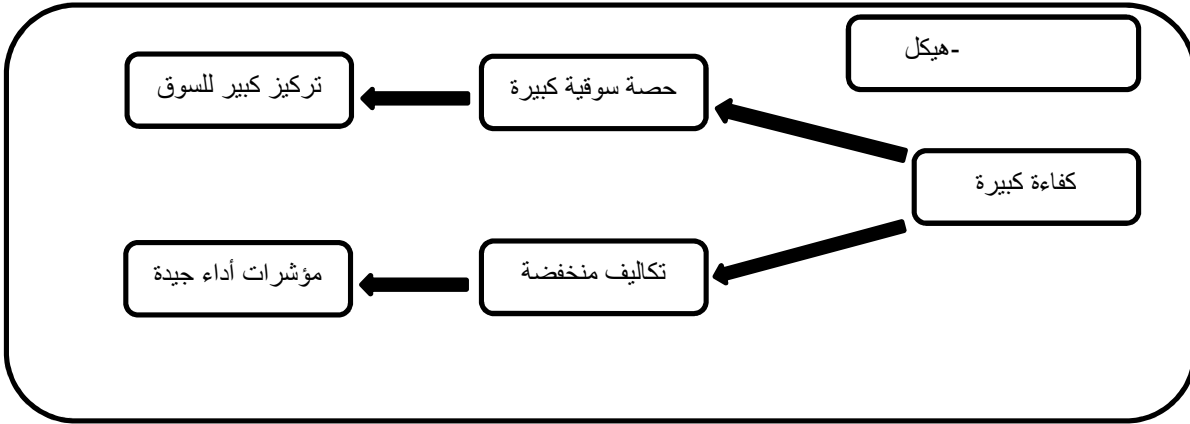 -هيكل
كفاءة كبيرة
حصة سوقية كبيرة
تركيز كبير للسوق
تكاليف منخفضة
مؤشرات أداء جيدة